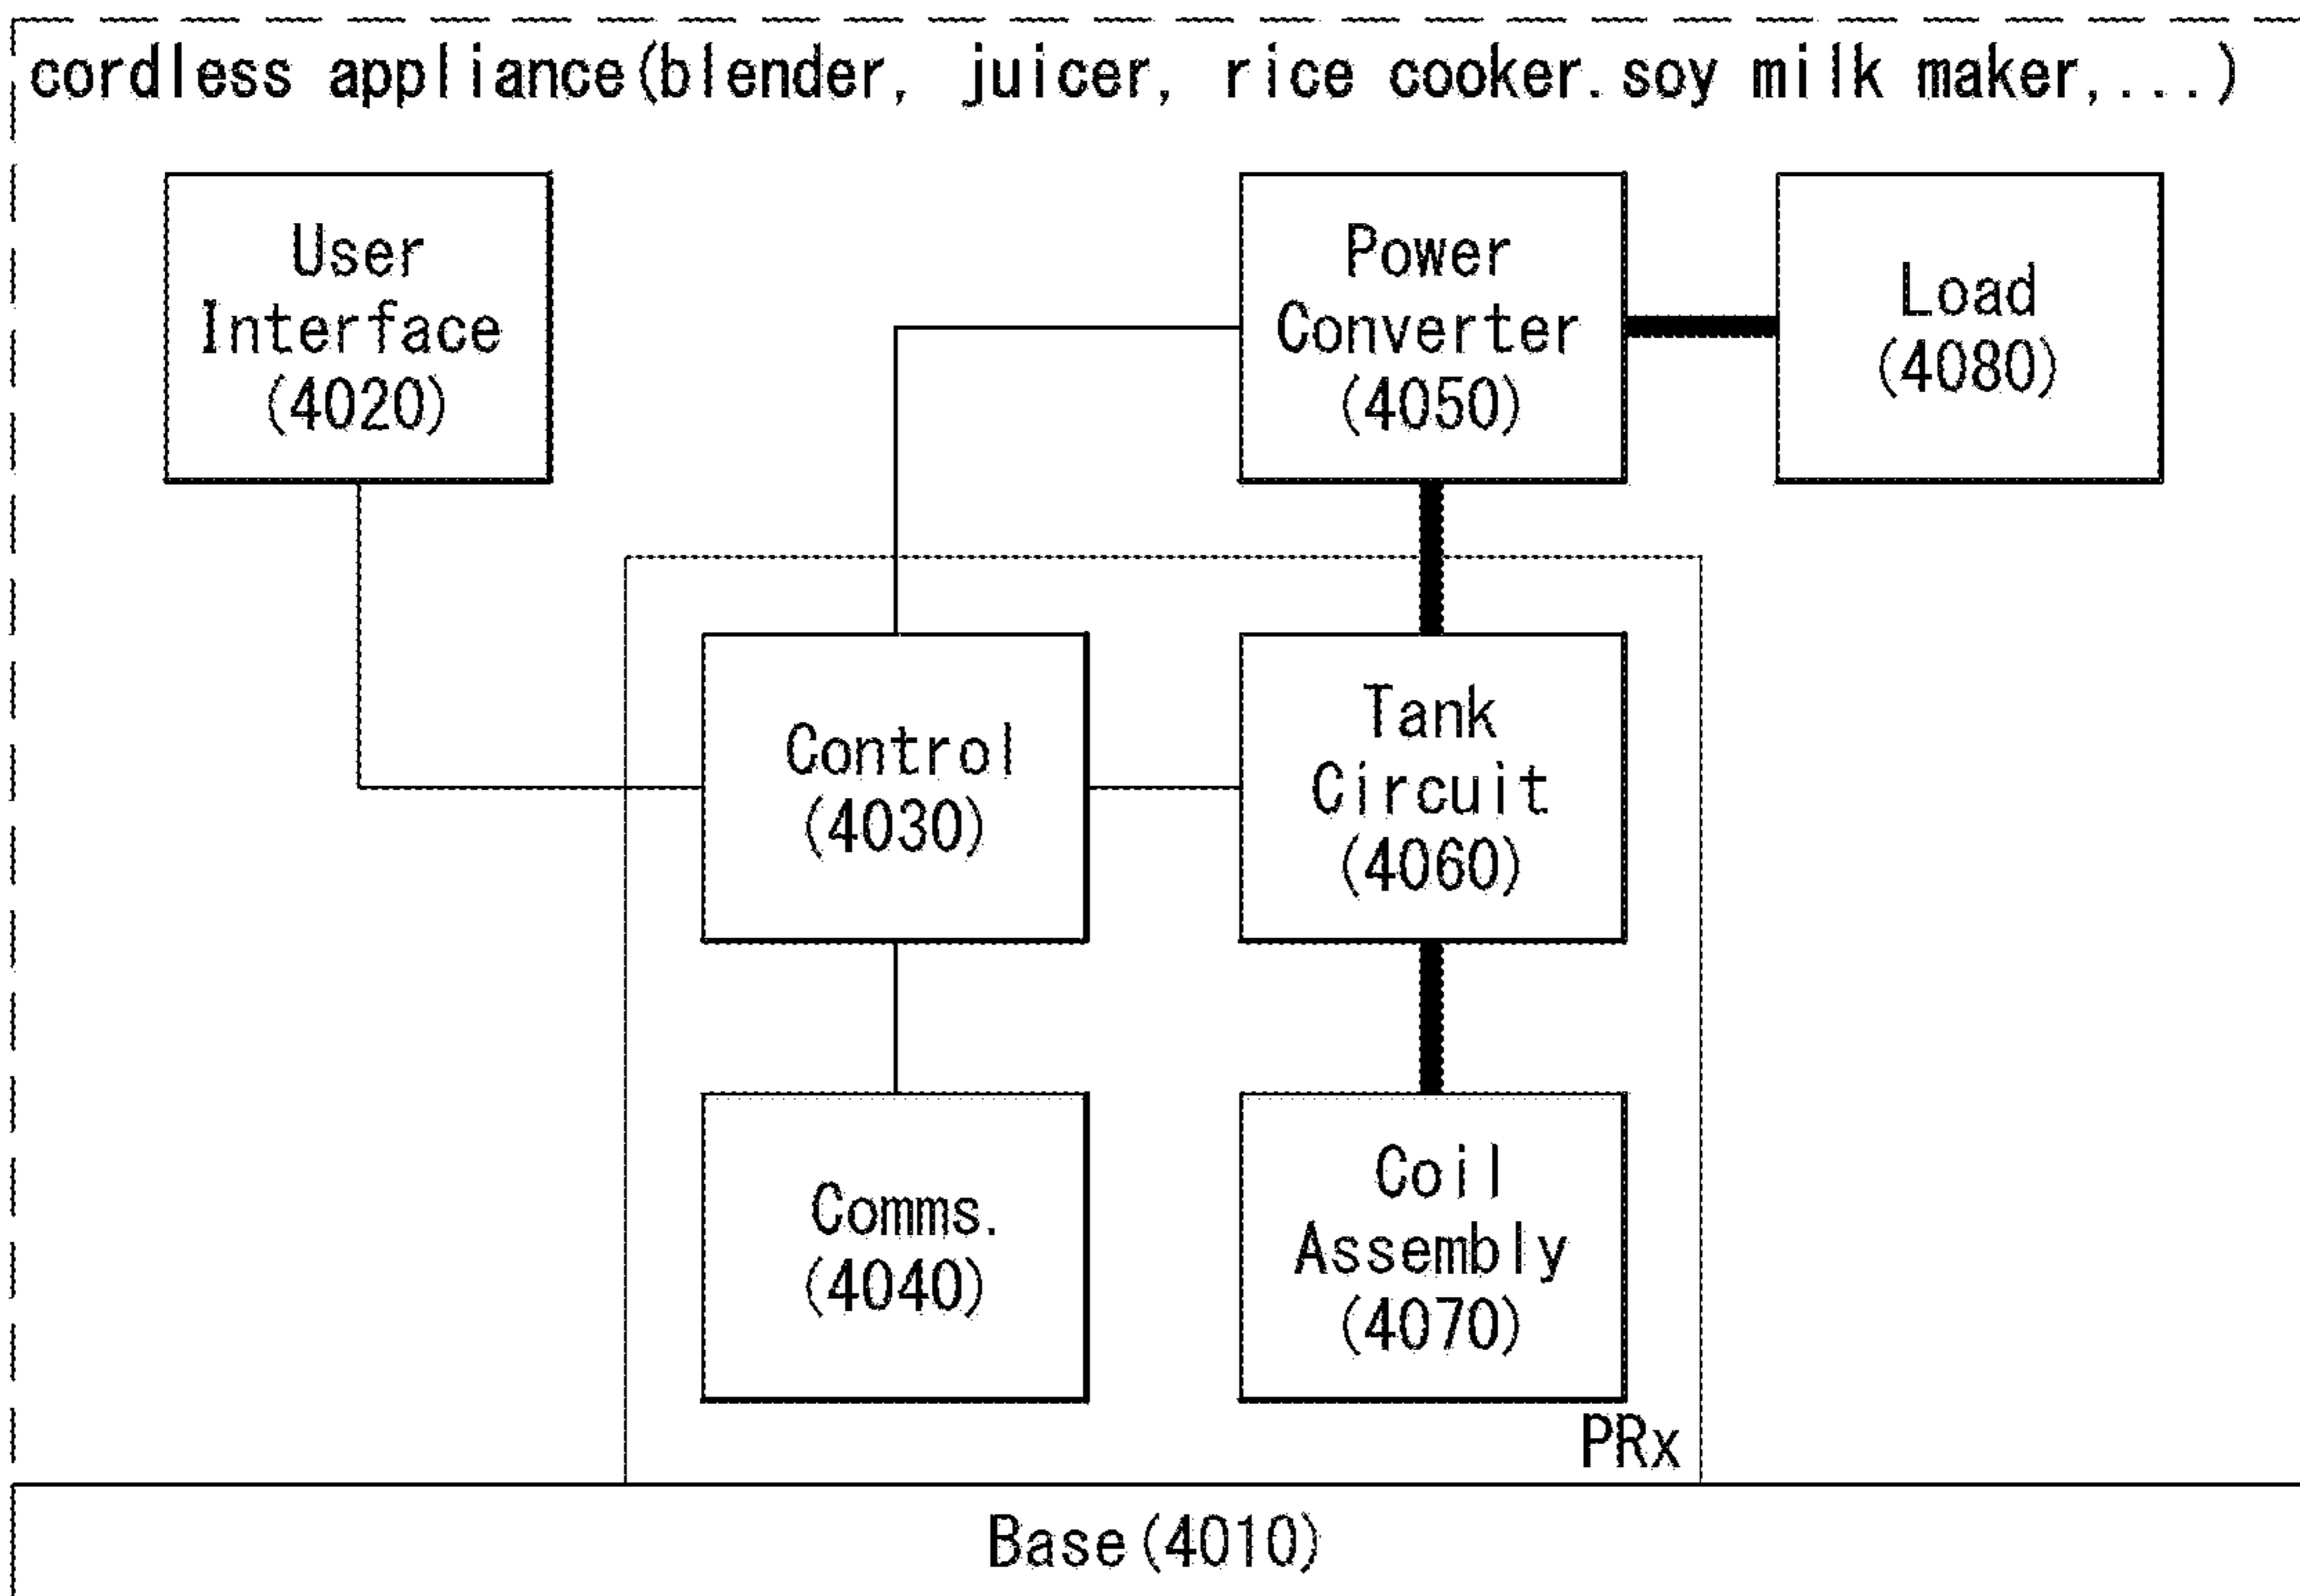 cordless appliance(blender, juicer, rice cooker.soy milk maker,...)
User
Interface
(4020)
Power
Converter
(4050)
Load
(4080)
Control
(4030)
Tank
Circuit
(4060)
Comms.
(4040)
Coil
Assembly
(4070)
PRx
Base(4010)